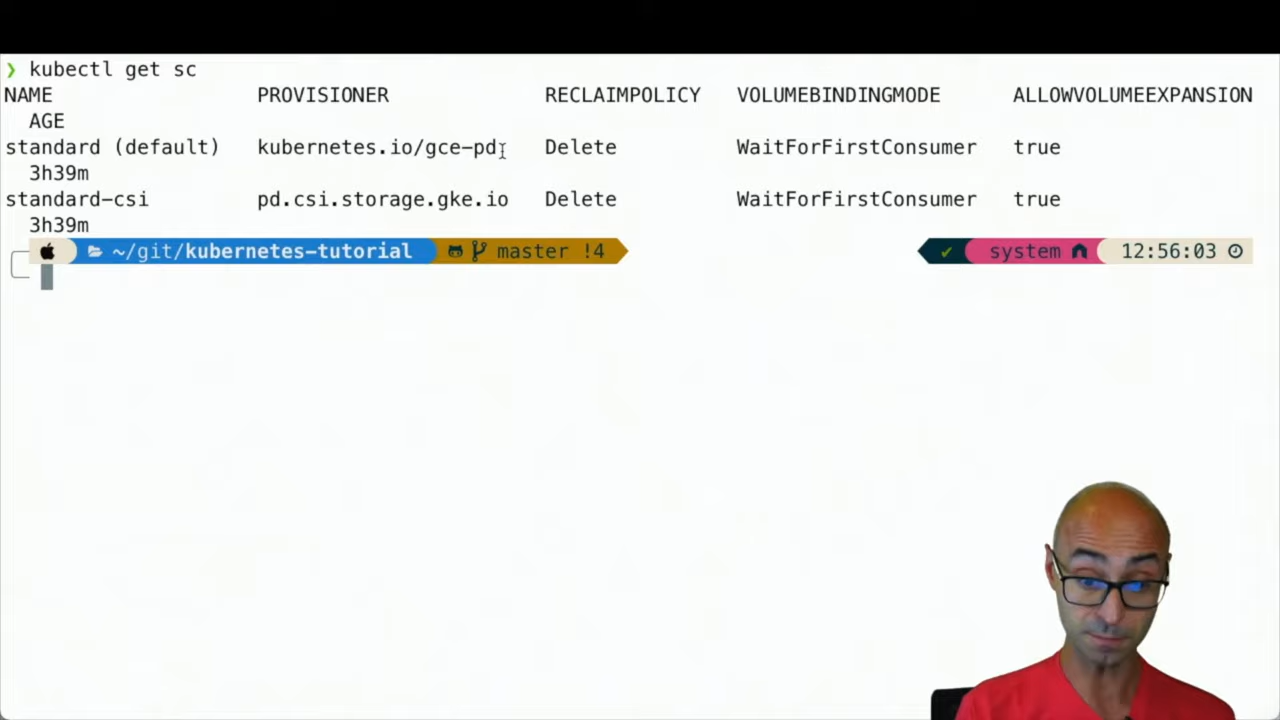 ❯ kubectl get sc
NAME PROVISIONER RECLAIMPOLICY VOLUMEBINDINGMODE ALLOWVOLUMEEXPANSION
AGE
standard (default) kubernetes.io/gce-pd Delete WaitForFirstConsumer true
3h39m
standard-csi pd.csi.storage.gke.io Delete WaitForFirstConsumer true
3h39m
~/git/kubernetes-tutorial master !4 ✔ system 12:56:03